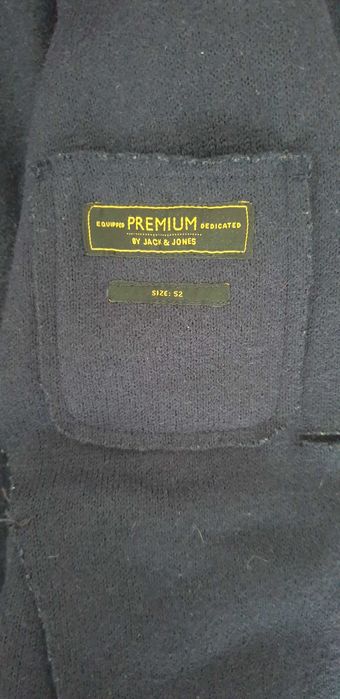 EQUIPPED PREMIUM DEDICATED
BY JACK & JONES
SIZE: 52